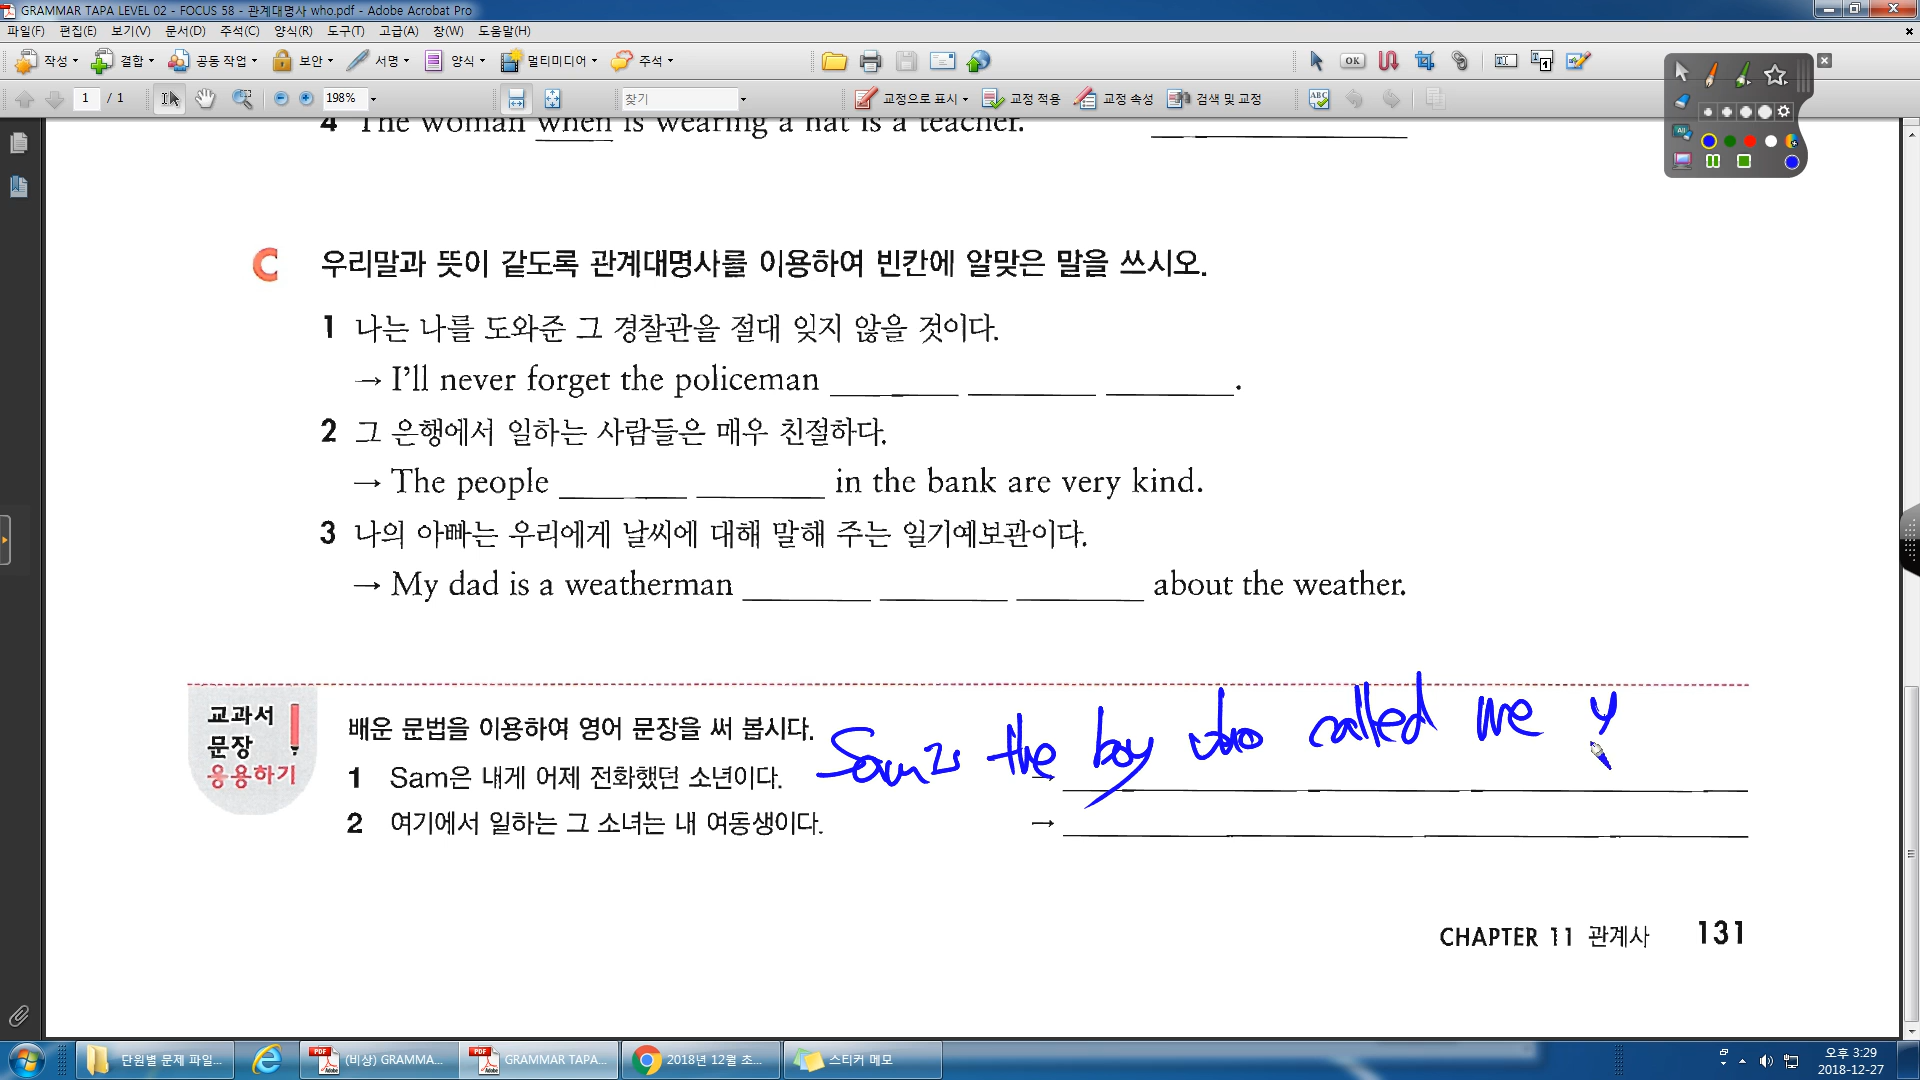 GRAMMAR TAPA LEVEL 02 - FOCUS 58 - 관계대명사 who.pdf - Adobe Acrobat Pro
파일(F) 편집(E) 보기(V) 문서(D) 주석(C) 양식(R) 도구(T) 고급(A) 창(W) 도움말(H)
작성 결합 공동 작업 보안 서명 양식 멀티미디어 주석 OK
1 / 1 198% 찾기 교정으로 표시 교정 적용 교정 속성 검색 및 교정
4 The woman when is wearing a hat is a teacher.
C 우리말과 뜻이 같도록 관계대명사를 이용하여 빈칸에 알맞은 말을 쓰시오.
1 나는 나를 도와준 그 경찰관을 절대 잊지 않을 것이다.
→ I'll never forget the policeman ________ ________ ________.
2 그 은행에서 일하는 사람들은 매우 친절하다.
→ The people ________ ________ in the bank are very kind.
3 나의 아빠는 우리에게 날씨에 대해 말해 주는 일기예보관이다.
→ My dad is a weatherman ________ ________ ________ about the weather.
교과서
문장
응용하기
배운 문법을 이용하여 영어 문장을 써 봅시다.
Sam is the boy who called me y
1 Sam은 내게 어제 전화했던 소년이다. →
2 여기에서 일하는 그 소녀는 내 여동생이다. →
CHAPTER 11 관계사 131
단원별 문제 파일... (비상) GRAMMA... GRAMMAR TAPA... 2018년 12월 초... 스티커 메모
오후 3:29
2018-12-27